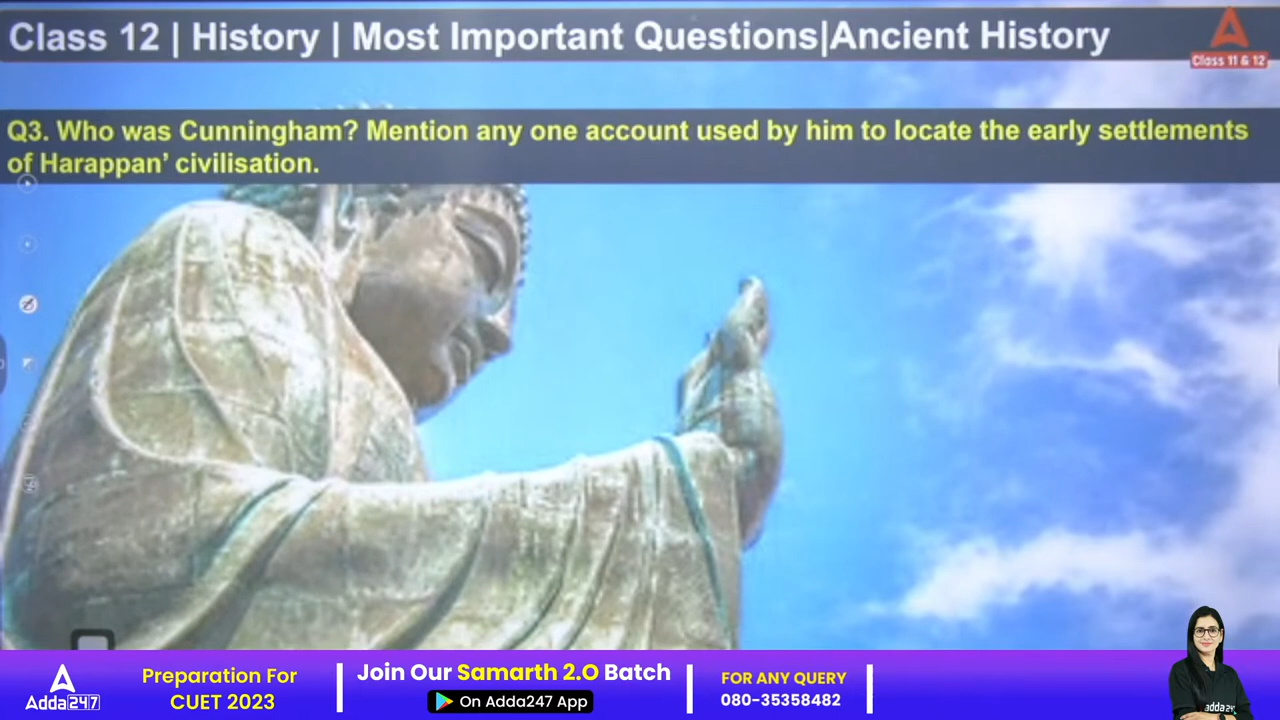 Class 12 | History | Most Important Questions|Ancient History
Class 11 & 12
Q3. Who was Cunningham? Mention any one account used by him to locate the early settlements
of Harappan’ civilisation.
Preparation For
CUET 2023
Join Our Samarth 2.O Batch
On Adda247 App
FOR ANY QUERY
080-35358482
Adda247
adda 24